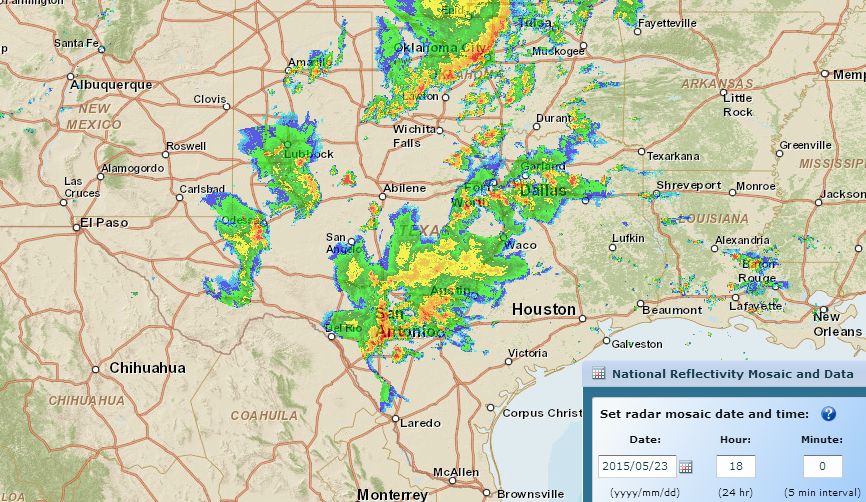 Farmington
Santa Fe
Enid
Tulsa
Fayetteville
Oklahoma City
Muskogee
Amarillo
OKLAHOMA
Albuquerque
ARKANSAS
Memp
Clovis
Lawton
Little
Rock
NEW
MEXICO
Durant
Wichita
Falls
Roswell
Lubbock
Greenville
Texarkana
MISSISSIP
Alamogordo
Garland
Las
Cruces
Carlsbad
Abilene
Fort
Worth
Dallas
Shreveport
Monroe
Jackson
El Paso
Odessa
TEXAS
LOUISIANA
San
Angelo
Waco
Lufkin
Alexandria
Baton
Rouge
Austin
San
Antonio
Houston
Beaumont
Lafayette
New
Orleans
Del Rio
Galveston
Victoria
Chihuahua
National Reflectivity Mosaic and Data
CHIHUAHUA
COAHUILA
Corpus Christ
Laredo
Set radar mosaic date and time: ?
Date: Hour: Minute:
2015/05/23 18 0
(yyyy/mm/dd) (24 hr) (5 min interval)
McAllen
Monterrey
Brownsville